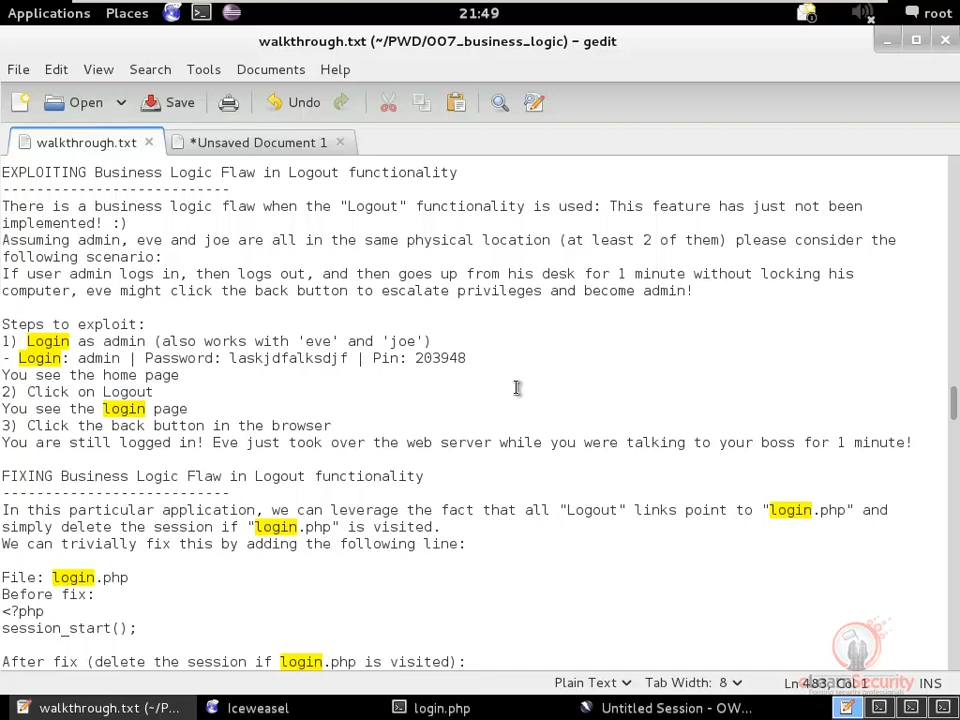 Applications Places 21:49 root
walkthrough.txt (~/PWD/007_business_logic) – gedit
File Edit View Search Tools Documents Help
Open Save Undo
walkthrough.txt *Unsaved Document 1
EXPLOITING Business Logic Flaw in Logout functionality
---------------------------
There is a business logic flaw when the "Logout" functionality is used: This feature has just not been
implemented! :)
Assuming admin, eve and joe are all in the same physical location (at least 2 of them) please consider the
following scenario:
If user admin logs in, then logs out, and then goes up from his desk for 1 minute without locking his
computer, eve might click the back button to escalate privileges and become admin!
Steps to exploit:
1) Login as admin (also works with 'eve' and 'joe')
- Login: admin | Password: laskjdfalksdjf | Pin: 203948
You see the home page
2) Click on Logout
You see the login page
3) Click the back button in the browser
You are still logged in! Eve just took over the web server while you were talking to your boss for 1 minute!
FIXING Business Logic Flaw in Logout functionality
---------------------------
In this particular application, we can leverage the fact that all "Logout" links point to "login.php" and
simply delete the session if "login.php" is visited.
We can trivially fix this by adding the following line:
File: login.php
Before fix:
<?php
session_start();
After fix (delete the session if login.php is visited):
eLearnSecurity
Plain Text Tab Width: 8 Ln 483, Col 1 INS
walkthrough.txt (~/P... Iceweasel login.php Untitled Session - OW...